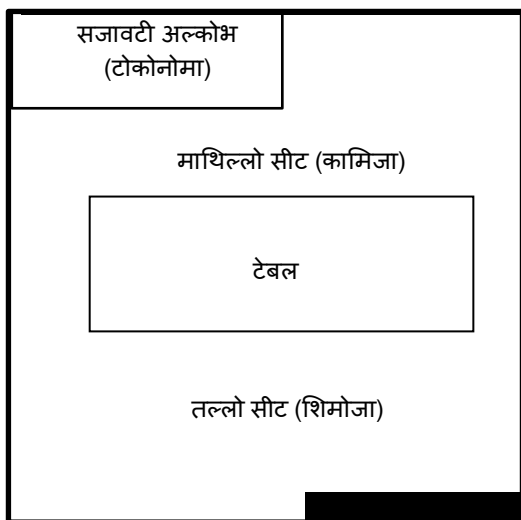 सजावटी अल्कोभ
(टोकोनोमा)
माथिल्लो सीट (कामिजा)
टेबल
तल्लो सीट (शिमोजा)